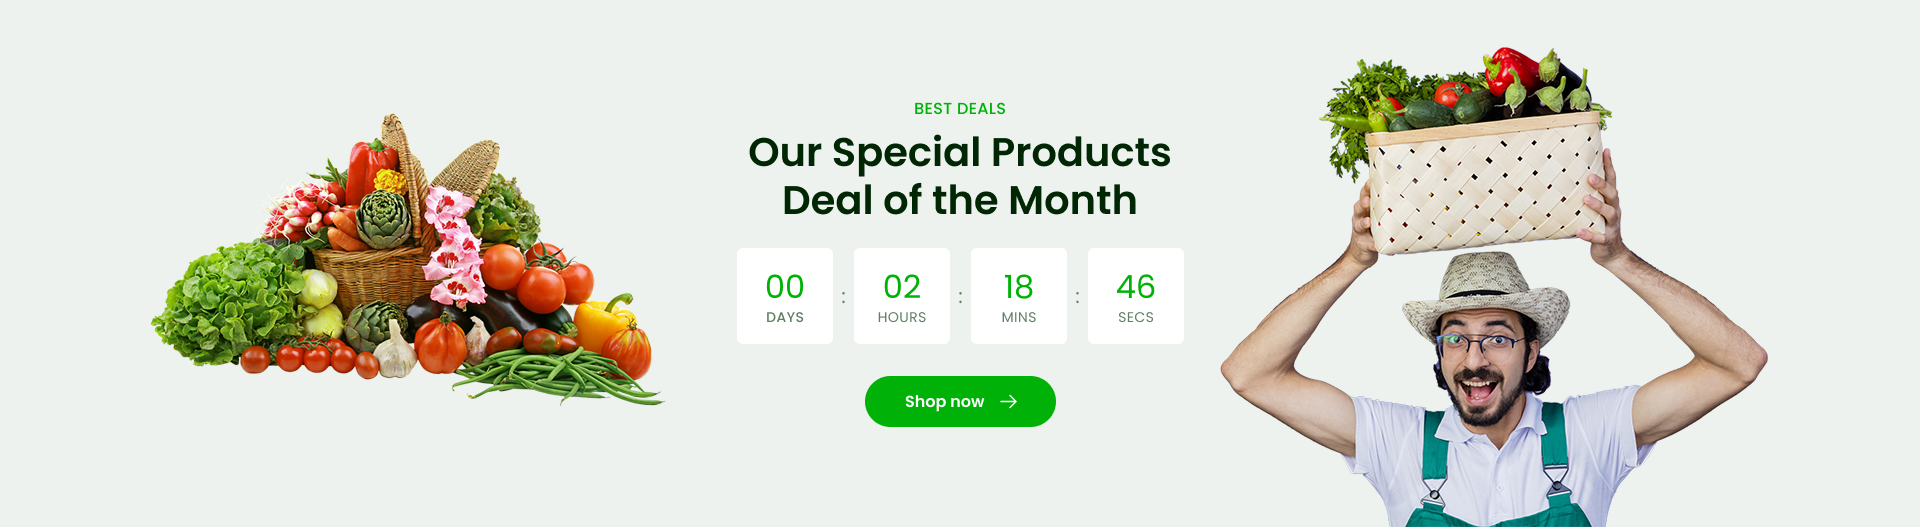 BEST DEALS
Our Special Products
Deal of the Month
00 : 02 : 18 : 46
DAYS HOURS MINS SECS
Shop now →